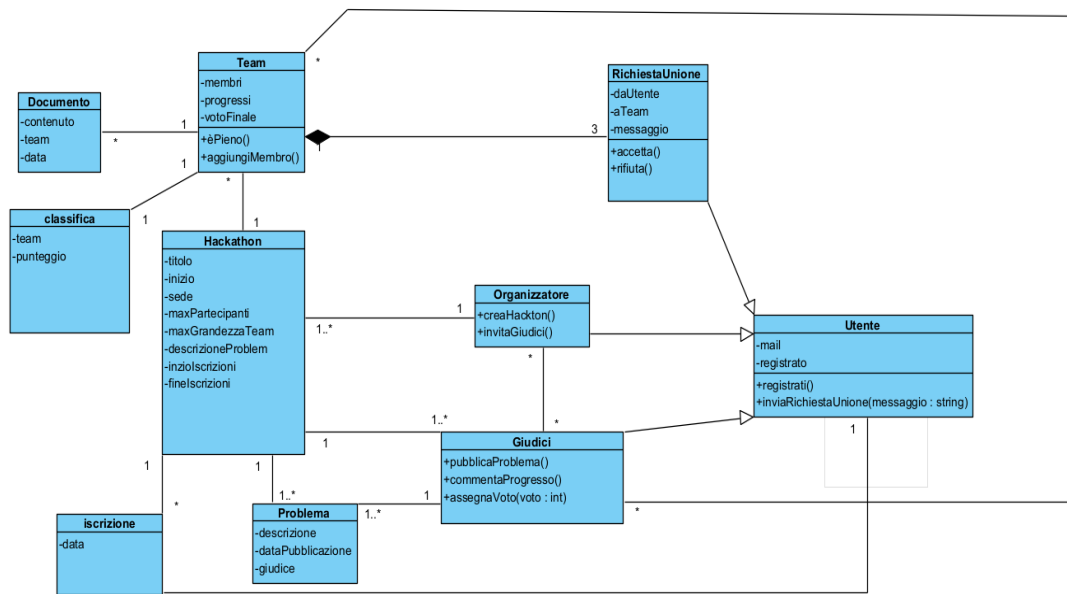 Team
-membri
-progressi
-votoFinale
+èPieno()
+aggiungiMembro()
*
RichiestaUnione
-daUtente
-aTeam
-messaggio
+accetta()
+rifiuta()
3
Documento
-contenuto
-team
-data
1
*
1
*
classifica
-team
-punteggio
1
1
Hackathon
-titolo
-inizio
-sede
-maxPartecipanti
-maxGrandezzaTeam
-descrizioneProblem
-inzioIscrizioni
-fineIscrizioni
1
1..*
Organizzatore
+creaHackton()
+invitaGiudici()
*
*
Utente
-mail
-registrato
+registrati()
+inviaRichiestaUnione(messaggio : string)
1
1..*
1
Giudici
+pubblicaProblema()
+commentaProgresso()
+assegnaVoto(voto : int)
*
1
1
1..*
1
1..*
*
Problema
-descrizione
-dataPubblicazione
-giudice
iscrizione
-data